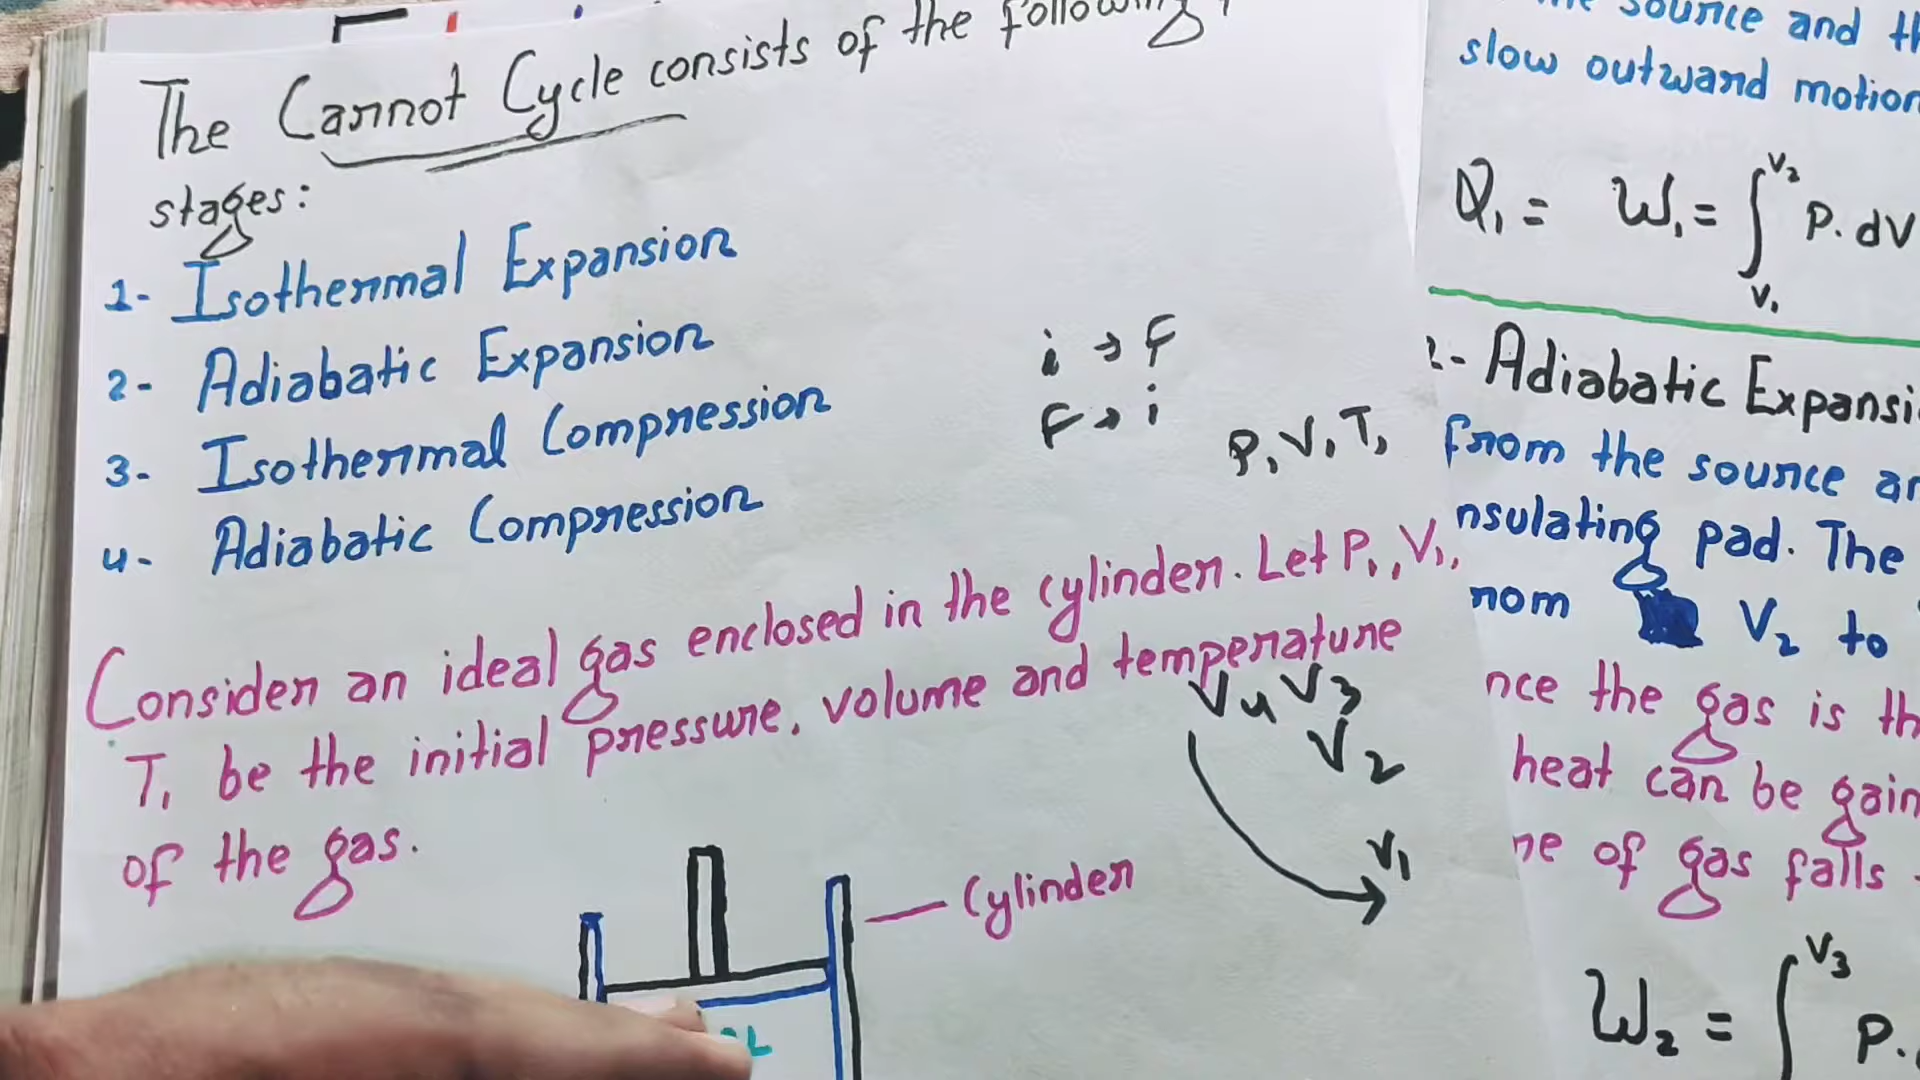 The Carnot Cycle consists of the following
stages:
1- Isothermal Expansion
2- Adiabatic Expansion
3- Isothermal Compression
4- Adiabatic Compression
i → F
F → i
P₁ V₁ T₁
Consider an ideal gas enclosed in the cylinder. Let P₁, V₁,
T₁ be the initial pressure, volume and temperature
of the gas.
V₄ V₃
V₂
V₁
Cylinder
source and
slow outward motion
Q₁ = W₁ = ∫ V₂ V₁ P. dV
- Adiabatic Expansi
from the source
nsulating pad. The
rom V₂ to
nce the gas is th
heat can be gain
re of gas falls
W₂ = ∫ V₃ P.